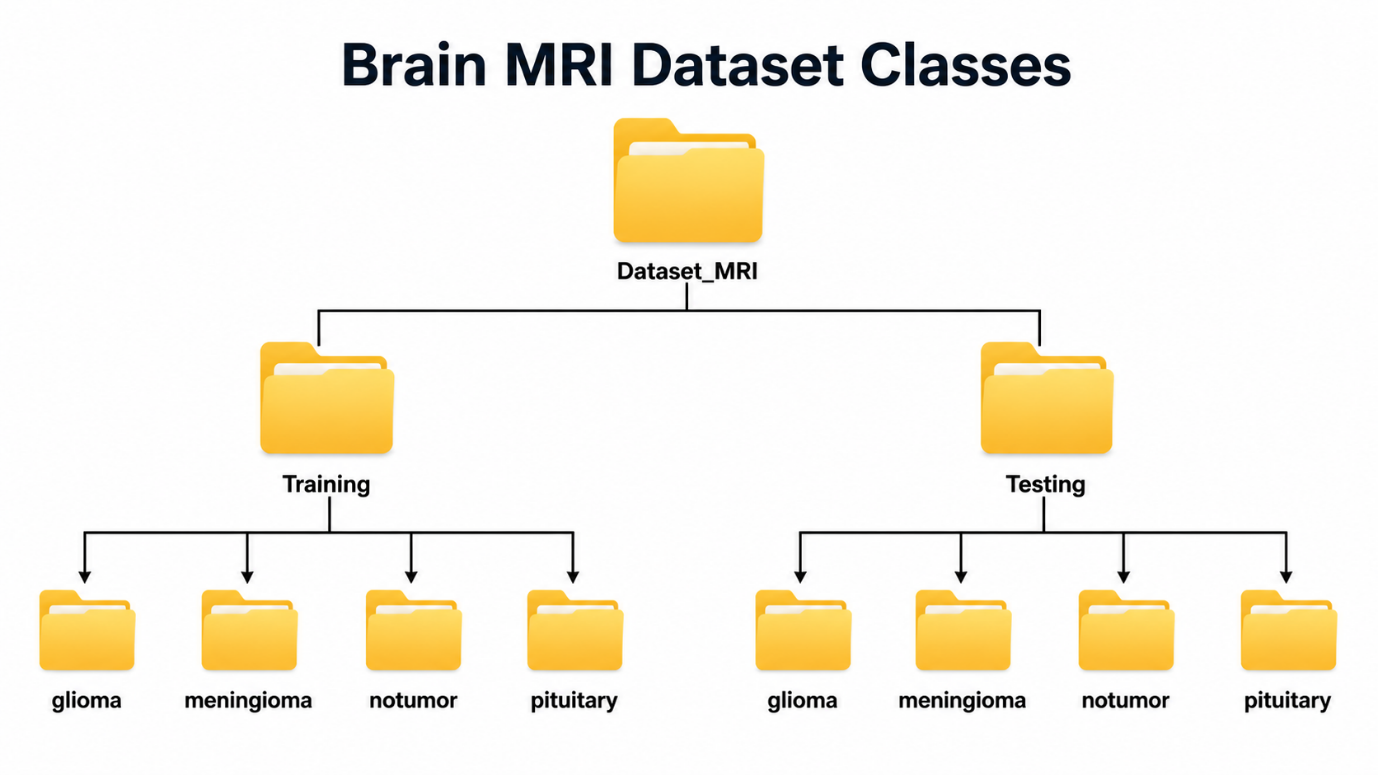 Brain MRI Dataset Classes
Dataset_MRI
Training
Testing
glioma
meningioma
notumor
pituitary
glioma
meningioma
notumor
pituitary